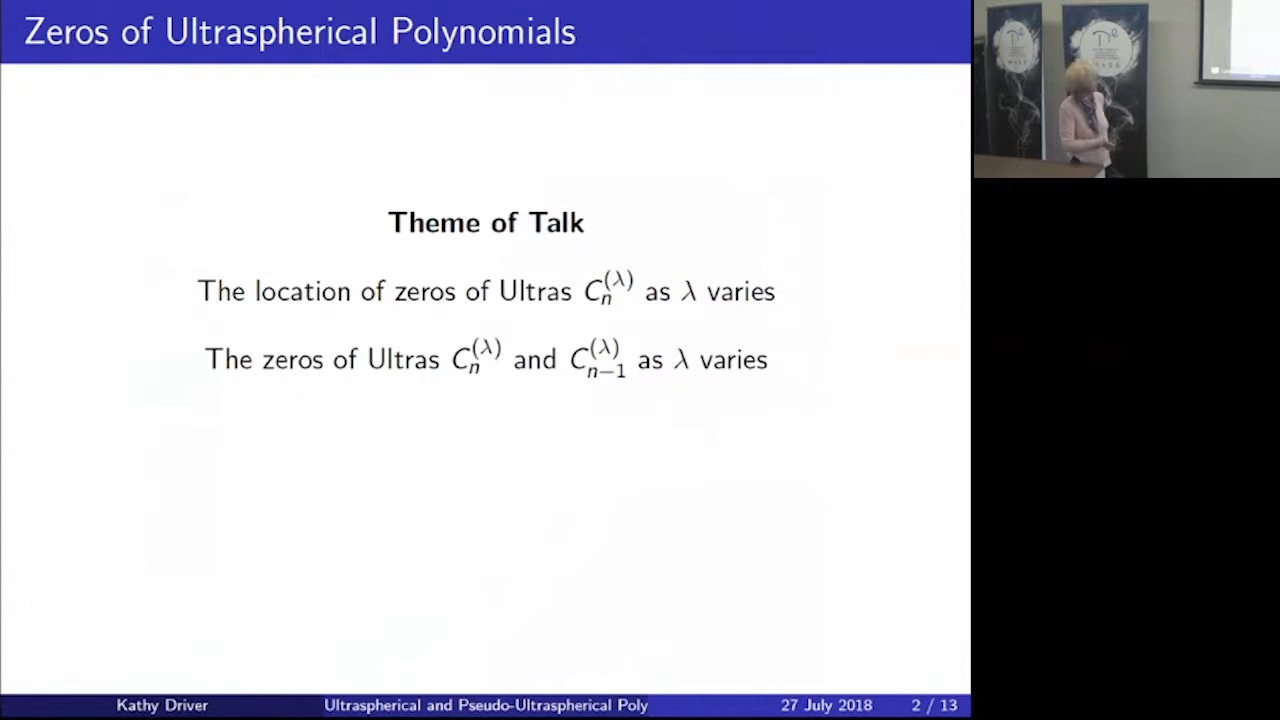 Zeros of Ultraspherical Polynomials
Theme of Talk
The location of zeros of Ultras $C_n^{(\lambda)}$ as λ varies
The zeros of Ultras $C_n^{(\lambda)}$ and $C_{n-1}^{(\lambda)}$ as λ varies
Kathy Driver Ultraspherical and Pseudo-Ultraspherical Poly 27 July 2018 2 / 13